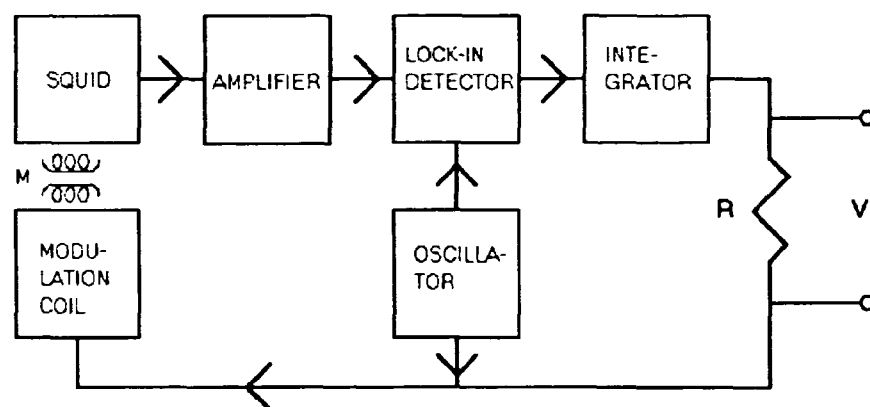 SQUID
AMPLIFIER
LOCK-IN
DETECTOR
INTE-
GRATOR
M
MODU-
LATION
COIL
OSCILLA-
TOR
R
V